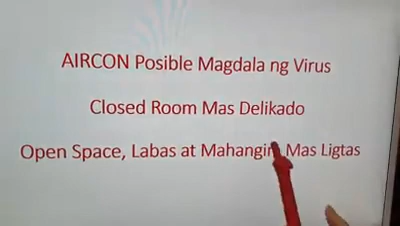 AIRCON Posible Magdala ng Virus
Closed Room Mas Delikado
Open Space, Labas at Mahangin Mas Ligtas